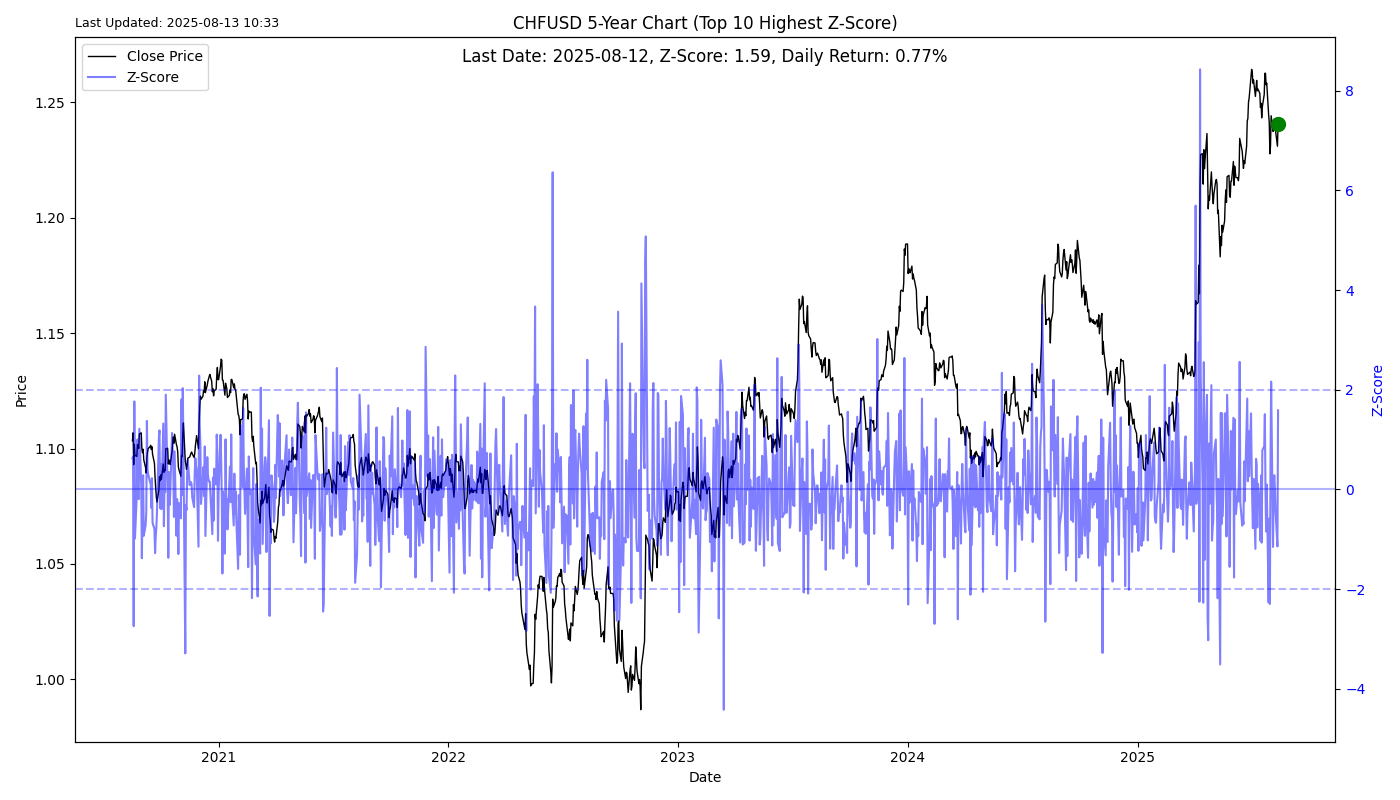 Last Updated: 2025-08-13 10:33
CHFUSD 5-Year Chart (Top 10 Highest Z-Score)
Last Date: 2025-08-12, Z-Score: 1.59, Daily Return: 0.77%
Close Price
Z-Score
Price
1.25
1.20
1.15
1.10
1.05
1.00
8
6
4
2
0
−2
−4
Z-Score
2021
2022
2023
2024
2025
Date